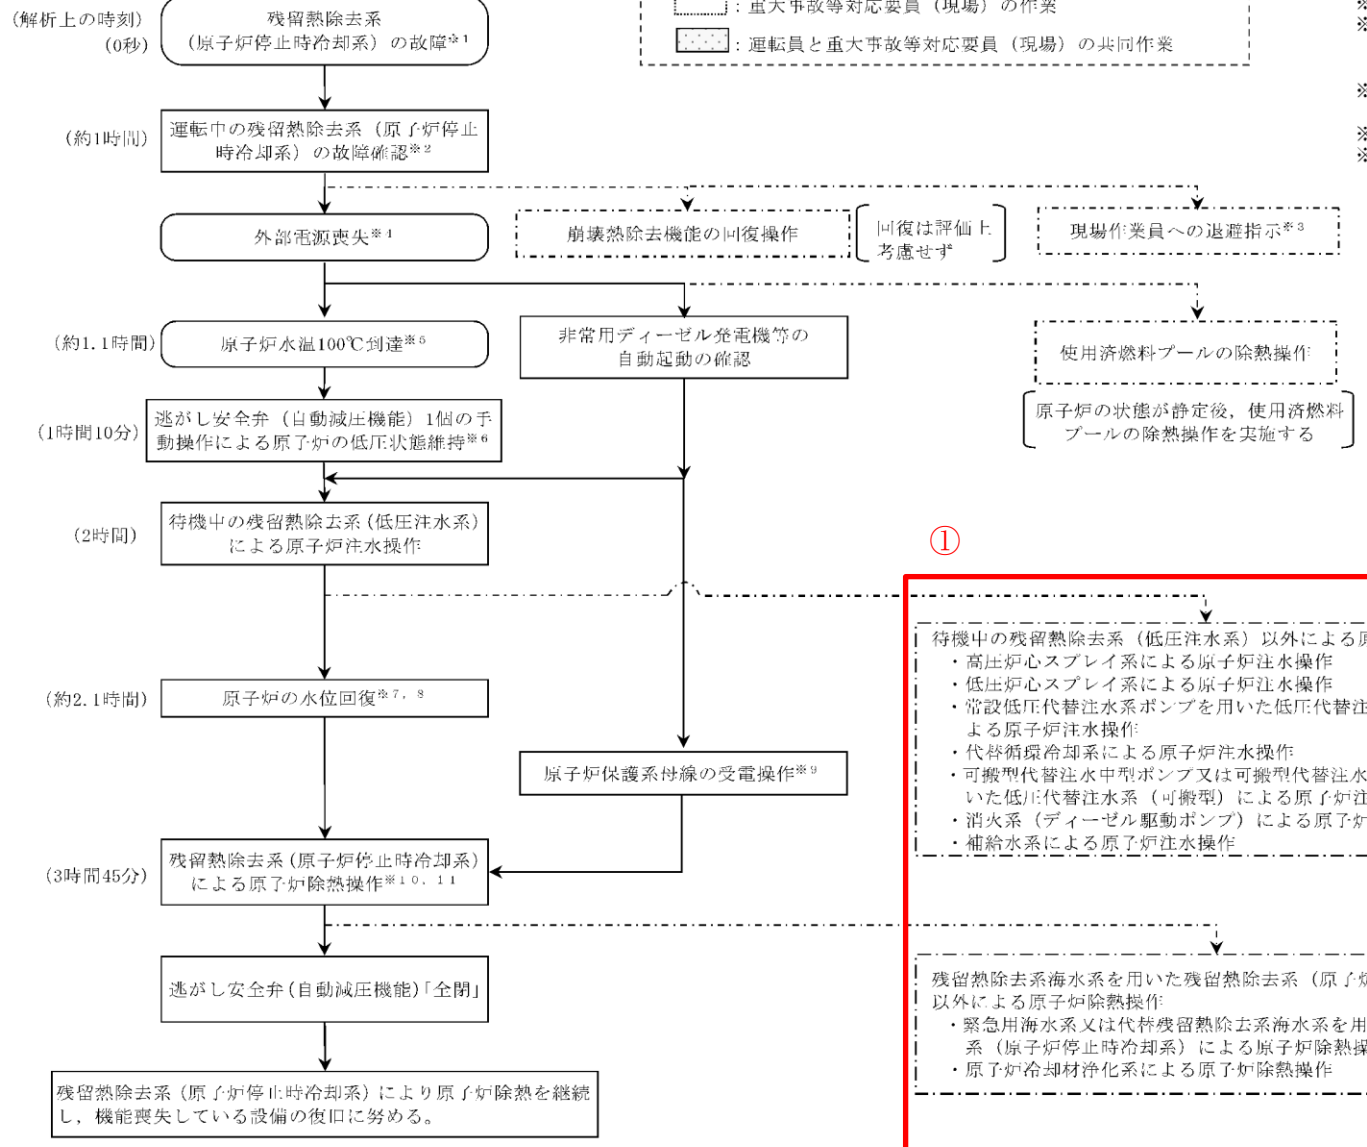 (解析上の時刻)
(0秒)
残留熱除去系
(原子炉停止時冷却系)の故障※1
：重大事故等対応要員（現場）の作業
：運転員と重大事故等対応要員（現場）の共同作業
※
※
※
※
※
(約1時間)
運転中の残留熱除去系（原子炉停止
時冷却系）の故障確認※2
外部電源喪失※4
崩壊熱除去機能の回復操作
回復は評価上
考慮せず
現場作業員への退避指示※3
(約1.1時間)
原子炉水温100℃到達※5
非常用ディーゼル発電機等の
自動起動の確認
使用済燃料プールの除熱操作
原子炉の状態が静定後，使用済燃料
プールの除熱操作を実施する
(1時間10分)
逃がし安全弁（自動減圧機能）1個の手
動操作による原子炉の低圧状態維持※6
(2時間)
待機中の残留熱除去系(低圧注水系)
による原子炉注水操作
①
待機中の残留熱除去系（低圧注水系）以外による原
・高圧炉心スプレイ系による原子炉注水操作
・低圧炉心スプレイ系による原子炉注水操作
・常設低圧代替注水系ポンプを用いた低圧代替注
よる原子炉注水操作
・代替循環冷却系による原子炉注水操作
・可搬型代替注水中型ポンプ又は可搬型代替注水
いた低圧代替注水系（可搬型）による原子炉注
・消火系（ディーゼル駆動ポンプ）による原子炉
・補給水系による原子炉注水操作
(約2.1時間)
原子炉の水位回復※7，8
原子炉保護系母線の受電操作※9
(3時間45分)
残留熱除去系(原子炉停止時冷却系)
による原子炉除熱操作※10，11
逃がし安全弁(自動減圧機能)「全閉」
残留熱除去系海水系を用いた残留熱除去系（原子炉
以外による原子炉除熱操作
・緊急用海水系又は代替残留熱除去系海水系を用
系（原子炉停止時冷却系）による原子炉除熱操
・原子炉冷却材浄化系による原子炉除熱操作
残留熱除去系(原子炉停止時冷却系)により原子炉除熱を継続
し，機能喪失している設備の復旧に努める。